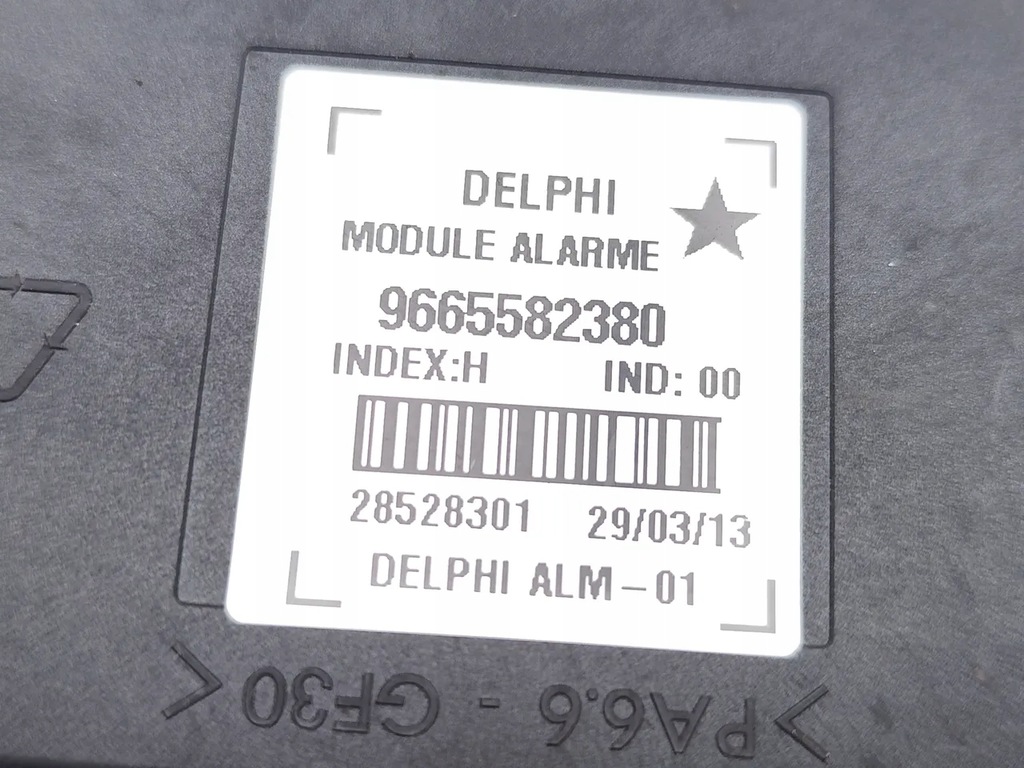 DELPHI
MODULE ALARME
9665582380
INDEX:H IND: 00
28528301 29/03/13
DELPHI ALM-01
>PA6.6 - GF30<